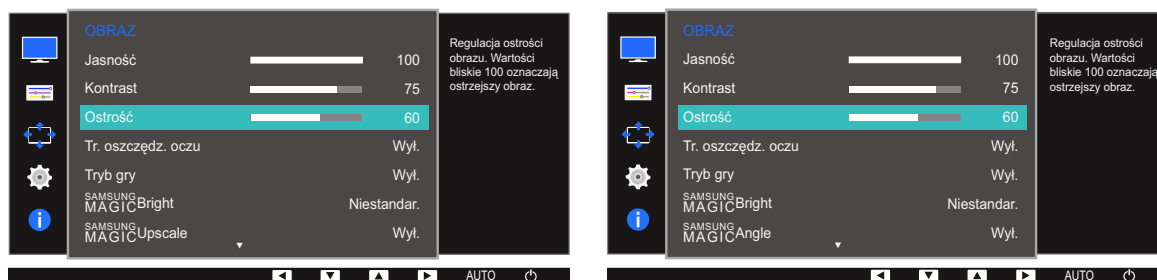 OBRAZ
Jasność 100
Kontrast 75
Ostrość 60
Tr. oszczędz. oczu Wył.
Tryb gry Wył.
SAMSUNG MAGIC Bright Niestandar.
SAMSUNG MAGIC Upscale Wył.
Regulacja ostrości
obrazu. Wartości
bliskie 100 oznaczają
ostrzejszy obraz.
AUTO
OBRAZ
Jasność 100
Kontrast 75
Ostrość 60
Tr. oszczędz. oczu Wył.
Tryb gry Wył.
SAMSUNG MAGIC Bright Niestandar.
SAMSUNG MAGIC Angle Wył.
Regulacja ostrości
obrazu. Wartości
bliskie 100 oznaczają
ostrzejszy obraz.
AUTO